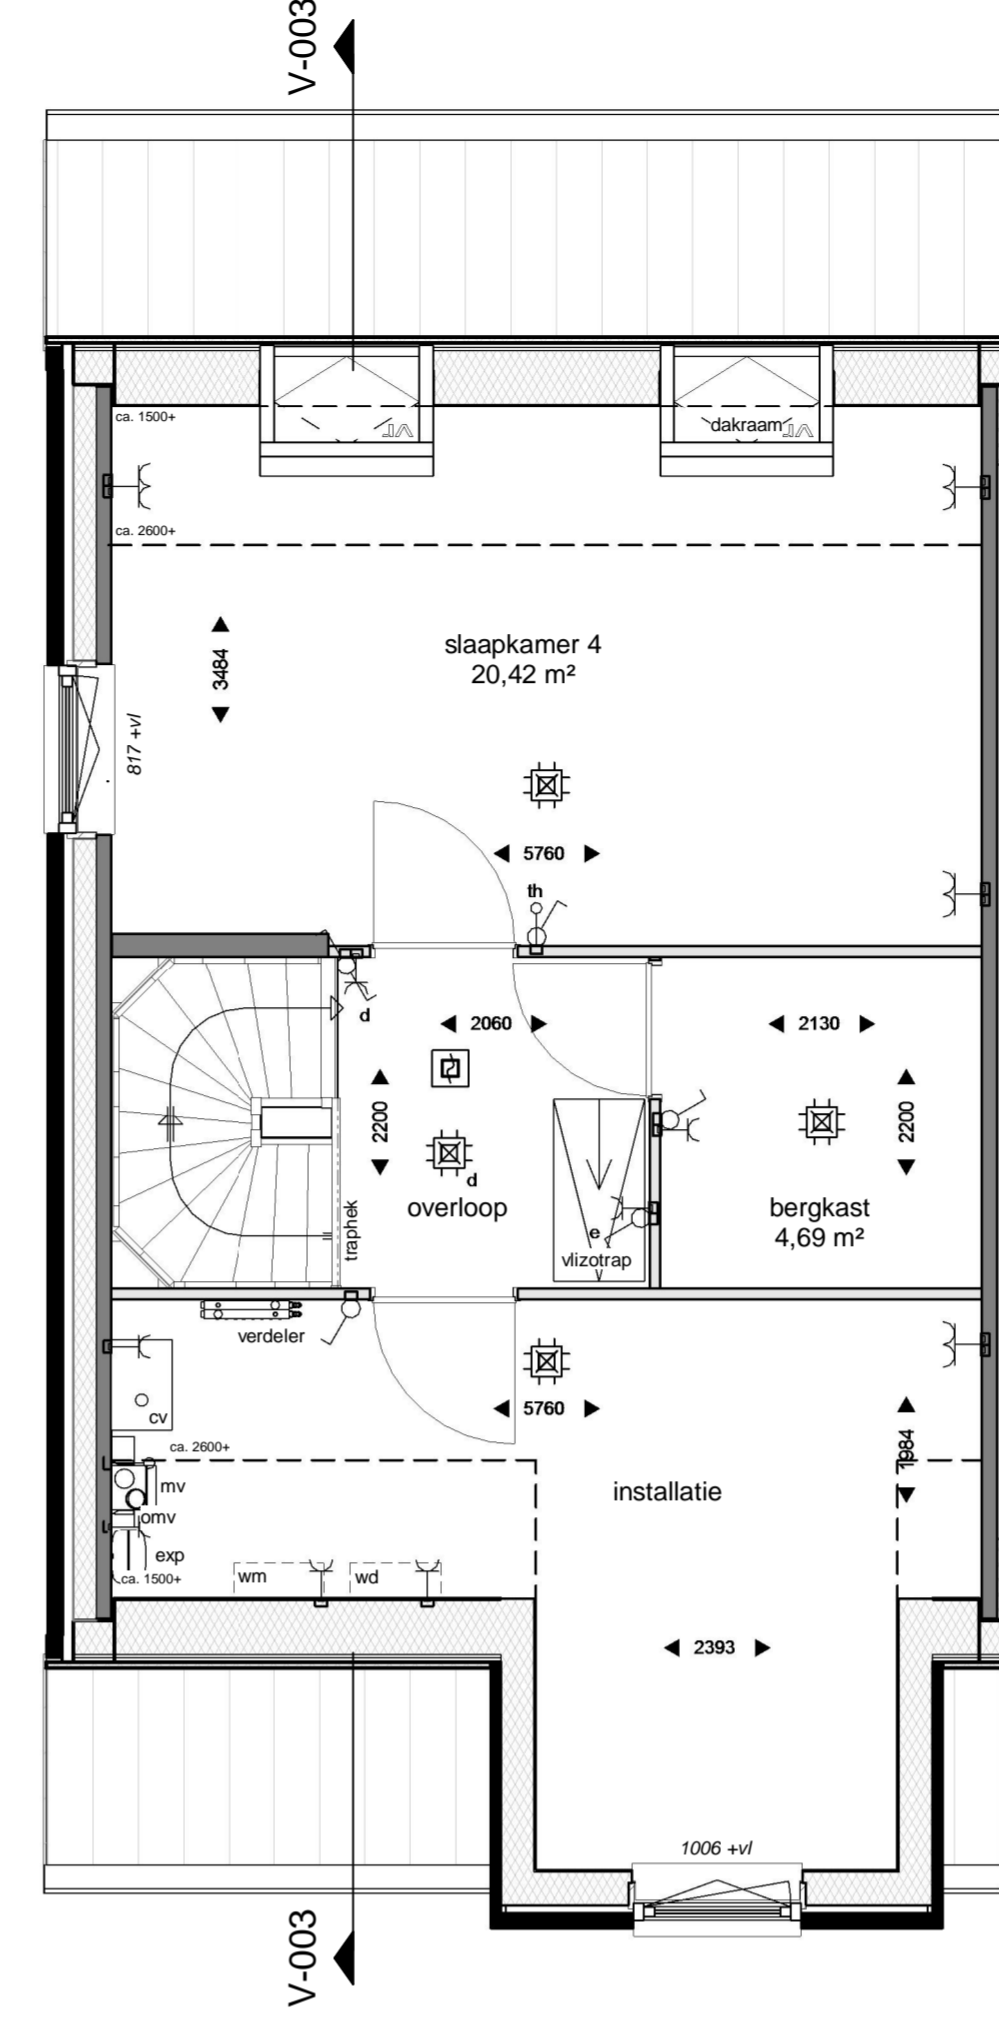 V-003
ca. 1500+
dakraam
ca. 2600+
slaapkamer 4
20,42 m²
3484
817 +vl
5760
th
d
2060
2130
2200
2200
d
overloop
traphek
bergkast
4,69 m²
e
vlizotrap
verdeler
5760
cv
ca. 2600+
1984
mv
installatie
omv
exp
ca. 1500+
wm
wd
2393
1006 +vl
V-003